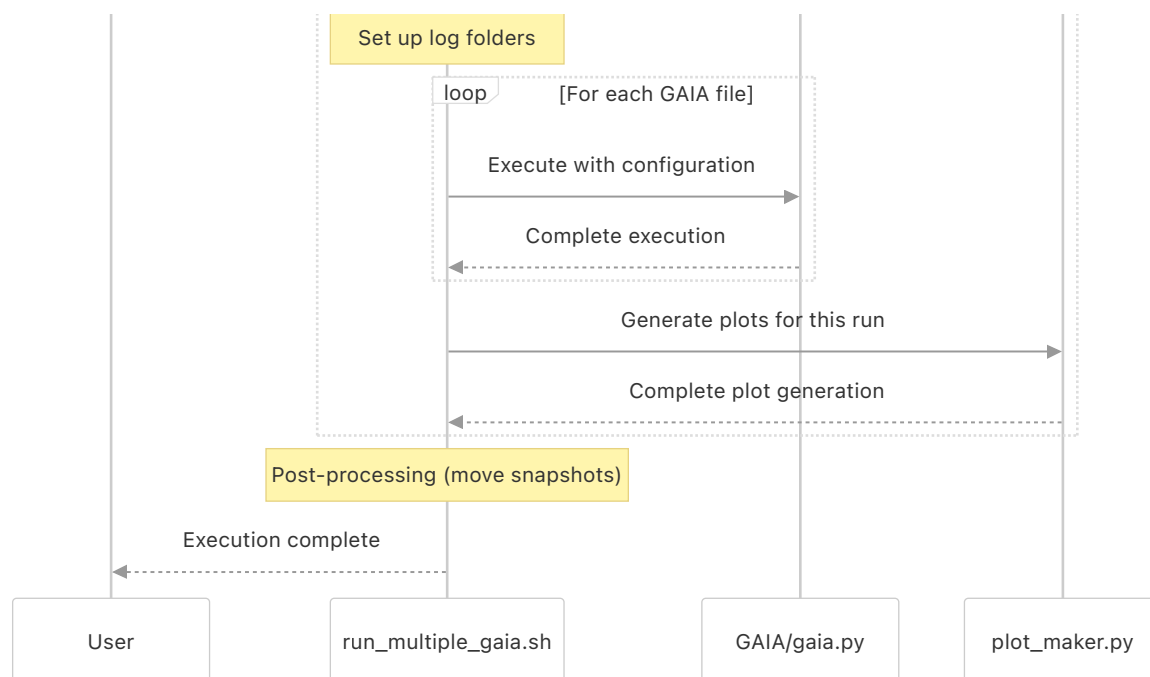 Set up log folders
loop
[For each GAIA file]
Execute with configuration
Complete execution
Generate plots for this run
Complete plot generation
Post-processing (move snapshots)
Execution complete
User
run_multiple_gaia.sh
GAIA/gaia.py
plot_maker.py